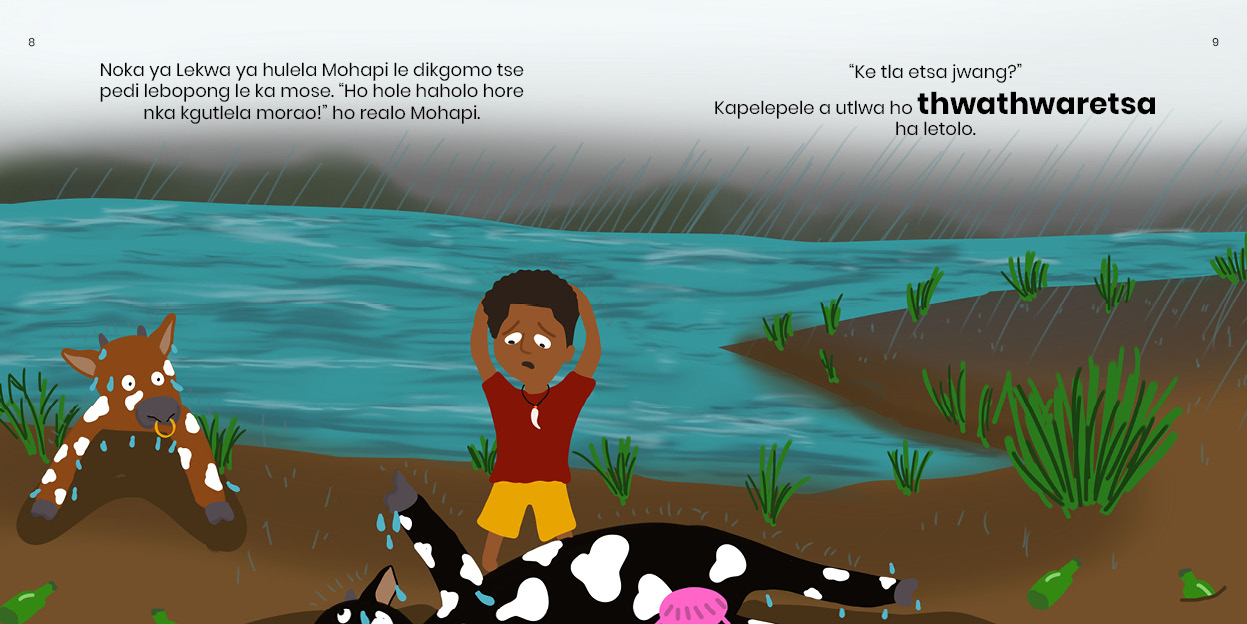 8
Noka ya Lekwa ya hulela Mohapi le dikgomo tse
pedi lebopong le ka mose. “Ho hole haholo hore
nka kgutlela morao!” ho realo Mohapi.
9
“Ke tla etsa jwang?”
Kapelepele a utlwa ho thwathwaretsa
ha letolo.